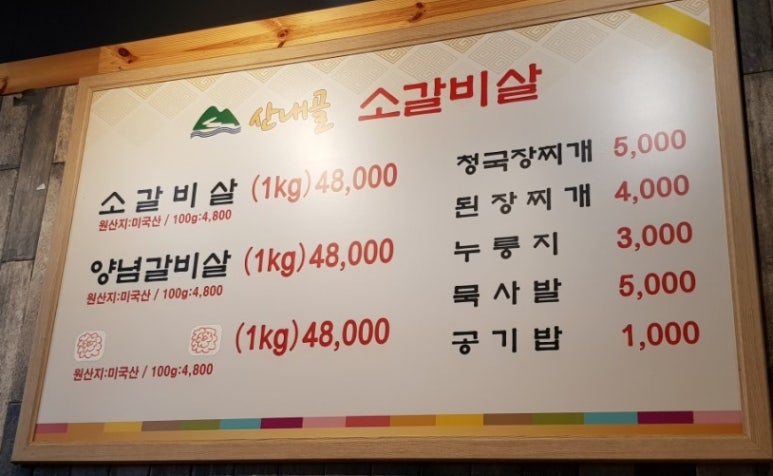 산내골 소갈비살
소갈비살 (1kg) 48,000
원산지:미국산 / 100g:4,800
양념갈비살 (1kg) 48,000
원산지:미국산 / 100g:4,800
(1kg) 48,000
원산지:미국산 / 100g:4,800
청국장찌개 5,000
된장찌개 4,000
누룽지 3,000
묵사발 5,000
공기밥 1,000